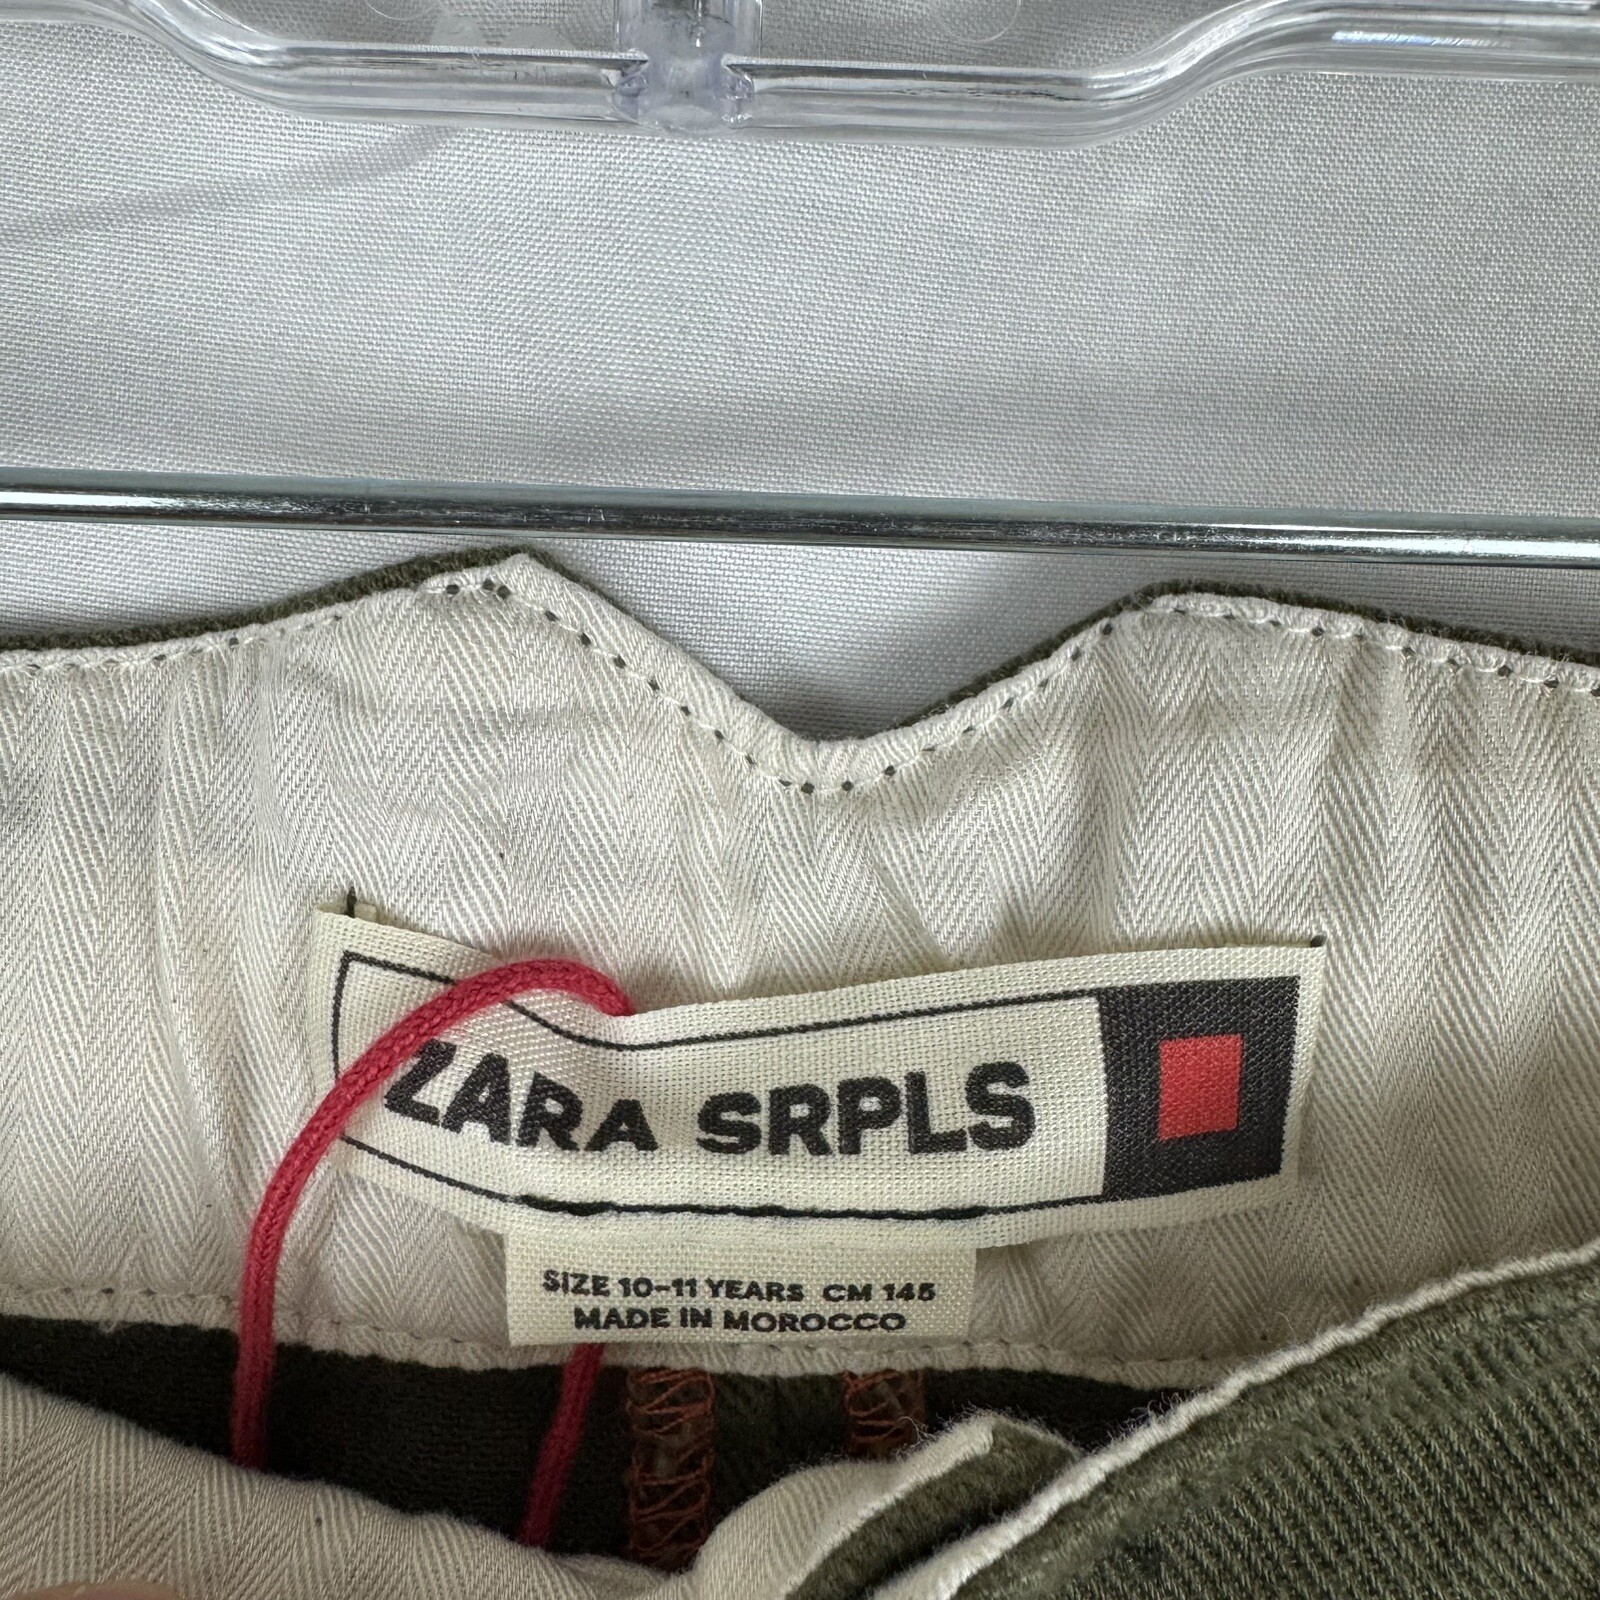 ZARA SRPLS
SIZE 10-11 YEARS CM 145
MADE IN MOROCCO